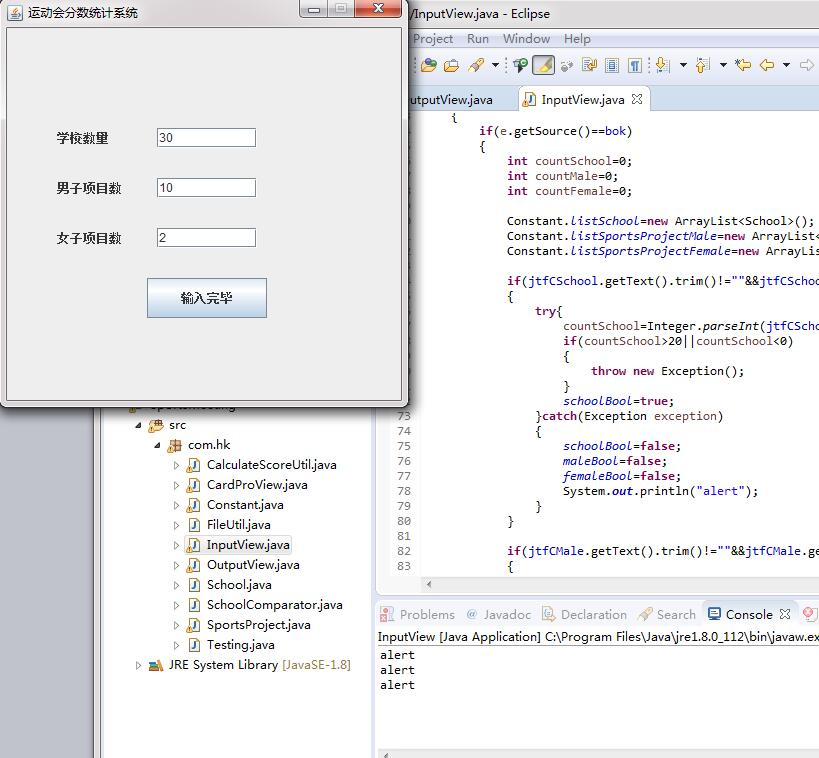 运动会分数统计系统
学校数量
30
男子项目数
10
女子项目数
2
输入完毕
/InputView.java - Eclipse
Project Run Window Help
utputView.java
InputView.java
{
if(e.getSource()==bok)
{
int countSchool=0;
int countMale=0;
int countFemale=0;
Constant.listSchool=new ArrayList<School>();
Constant.listSportsProjectMale=new ArrayList<
Constant.listSportsProjectFemale=new ArrayLis
if(jtfCSchool.getText().trim()!=""&&jtfCSchoo
{
try{
countSchool=Integer.parseInt(jtfCScho
if(countSchool>20||countSchool<0)
{
throw new Exception();
}
schoolBool=true;
73 }catch(Exception exception)
74 {
75 schoolBool=false;
76 maleBool=false;
77 femaleBool=false;
78 System.out.println("alert");
79 }
80 }
81
82 if(jtfCMale.getText().trim()!=""&&jtfCMale.ge
83 {
src
com.hk
CalculateScoreUtil.java
CardProView.java
Constant.java
FileUtil.java
InputView.java
OutputView.java
School.java
SchoolComparator.java
SportsProject.java
Testing.java
JRE System Library [JavaSE-1.8]
Problems @ Javadoc Declaration Search Console
InputView [Java Application] C:\Program Files\Java\jre1.8.0_112\bin\javaw.ex
alert
alert
alert